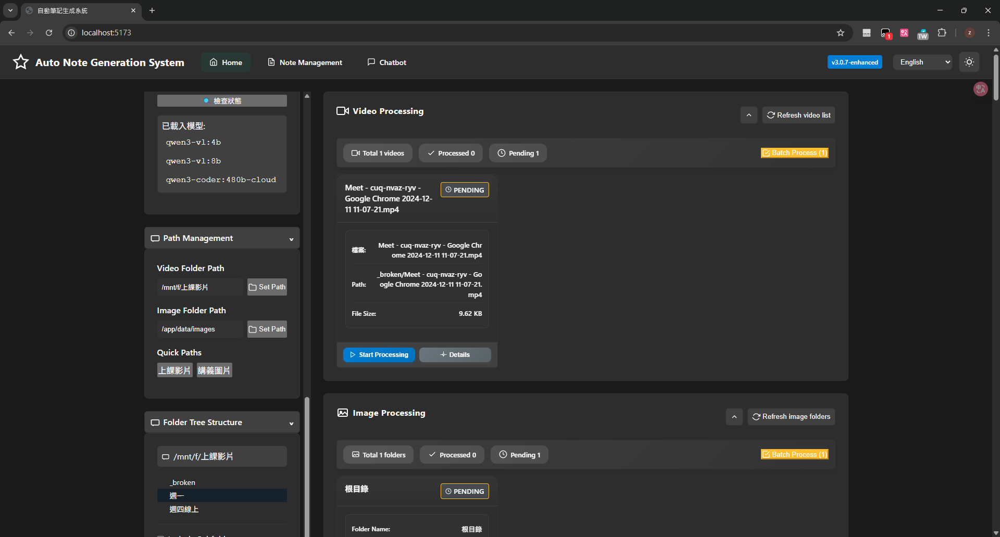 自動筆記生成系統
localhost:5173
1
TW
z
Auto Note Generation System
Home
Note Management
Chatbot
v3.0.7-enhanced
English
檢查狀態
已載入模型:
qwen3-vl:4b
qwen3-vl:8b
qwen3-coder:480b-cloud
Path Management
Video Folder Path
/mnt/f/上課影片
Set Path
Image Folder Path
/app/data/images
Set Path
Quick Paths
上課影片 講義圖片
Folder Tree Structure
/mnt/f/上課影片
_broken
週一
週四線上
Video Processing
Refresh video list
Total 1 videos
Processed 0
Pending 1
Batch Process (1)
Meet - cuq-nvaz-ryv -
Google Chrome 2024-12-
11 11-07-21.mp4
PENDING
檔案:
Meet - cuq-nvaz-ryv - Google Chr
ome 2024-12-11 11-07-21.mp4
Path:
_broken/Meet - cuq-nvaz-ryv - Go
ogle Chrome 2024-12-11 11-07-21.
mp4
File Size:
9.62 KB
Start Processing
Details
Image Processing
Refresh image folders
Total 1 folders
Processed 0
Pending 1
Batch Process (1)
根目錄
PENDING
Folder Name:
根目錄